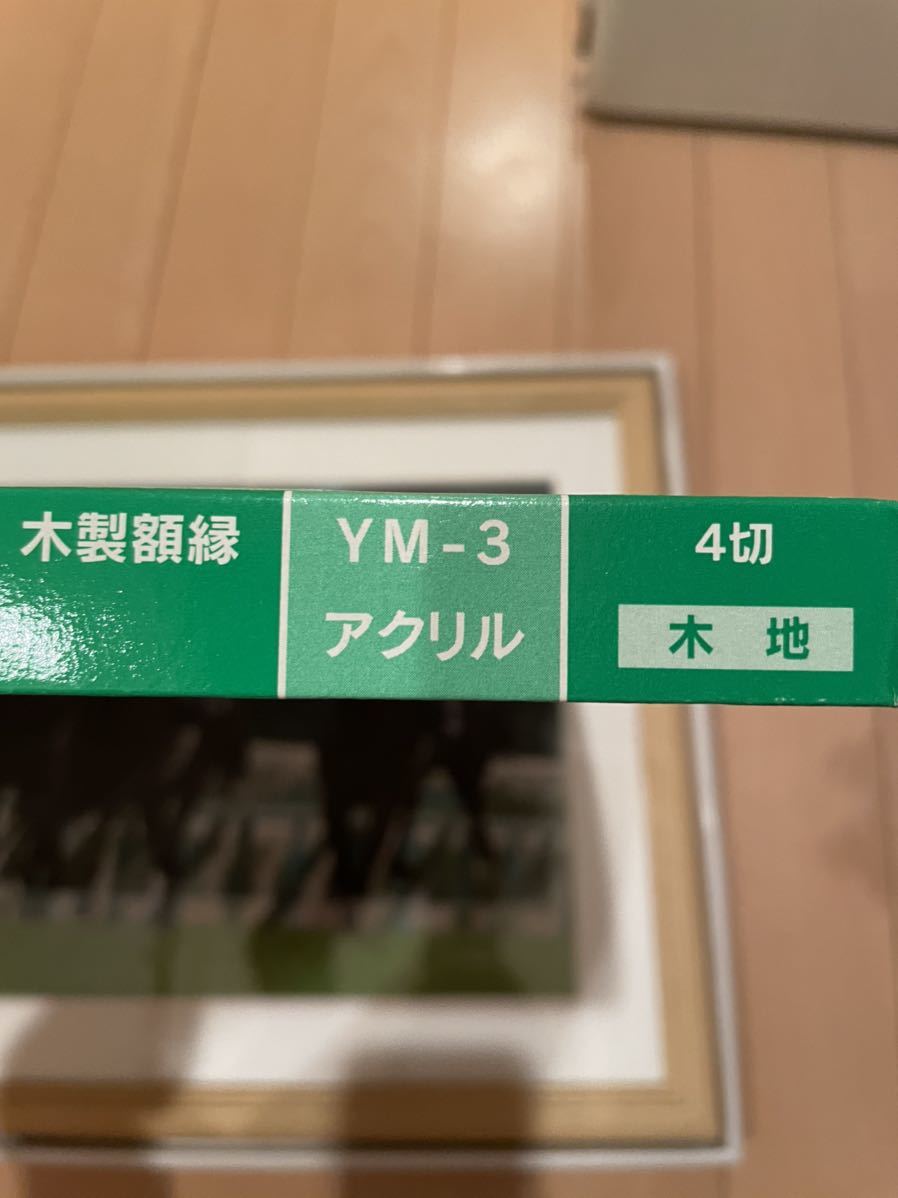 木製額縁
YM-3
アクリル
4切
木 地